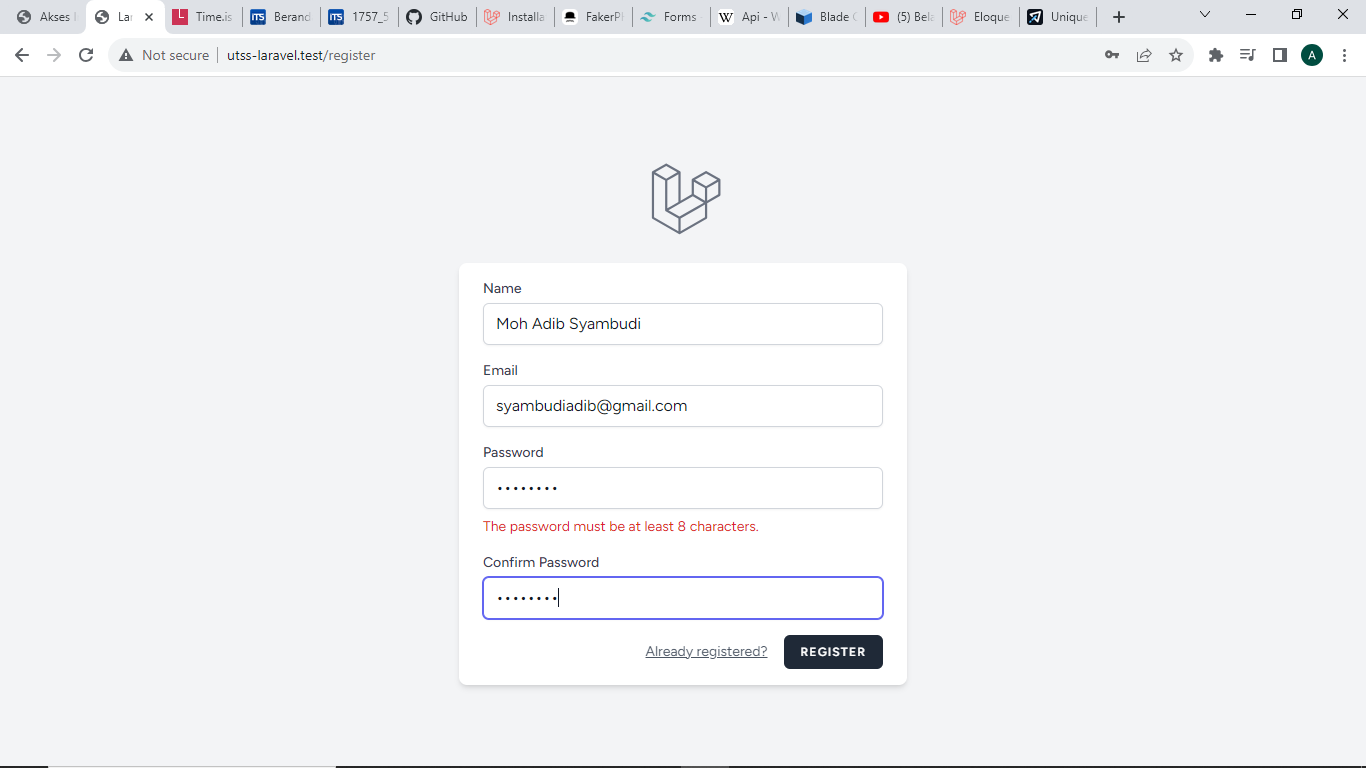 Akses
La
Time.is
Berand
1757_5
GitHub
Installa
FakerP
Forms
Api - W
Blade
(5) Bela
Eloque
Unique
Not secure
utss-laravel.test/register
A
Name
Moh Adib Syambudi
Email
syambudiadib@gmail.com
Password
••••••••
The password must be at least 8 characters.
Confirm Password
••••••••
Already registered?
REGISTER